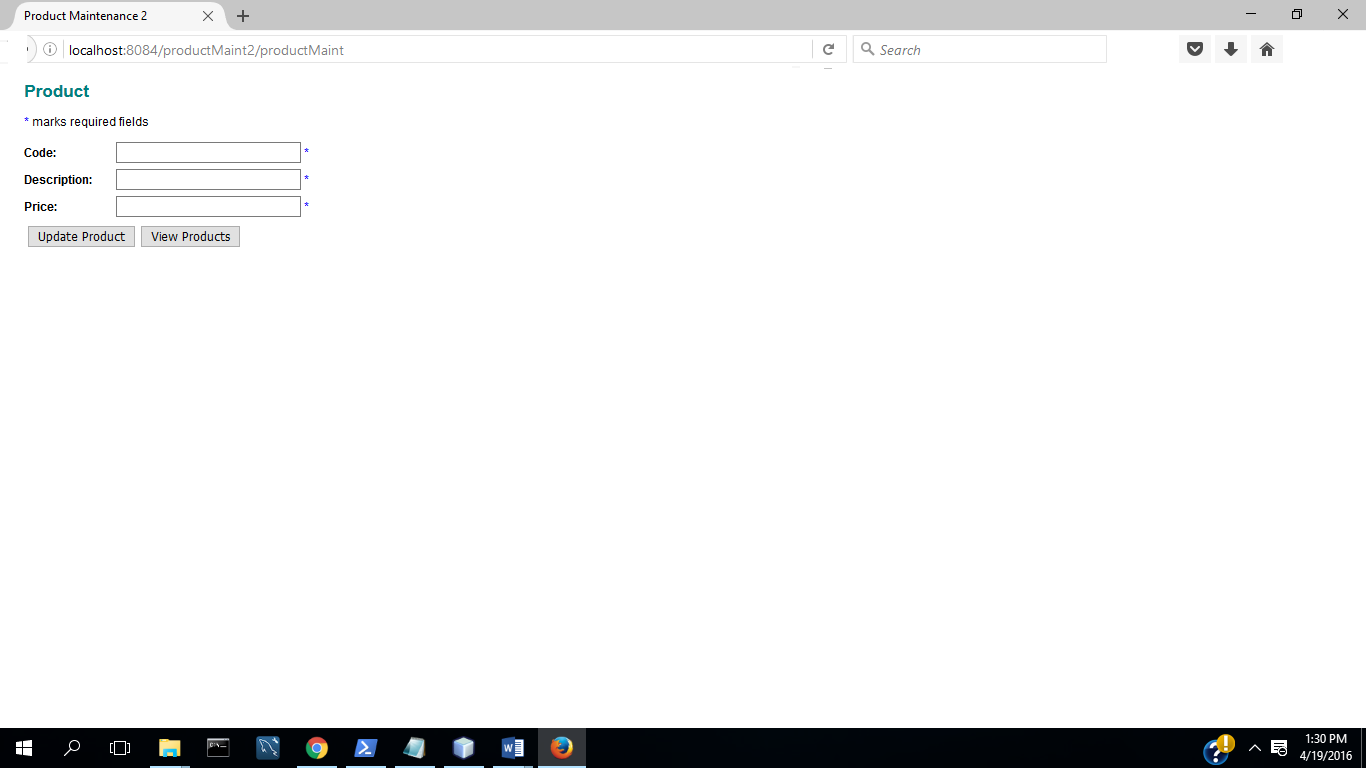 Product Maintenance 2
localhost:8084/productMaint2/productMaint
Search
Product
* marks required fields
Code: *
Description: *
Price: *
Update Product View Products
1:30 PM
4/19/2016